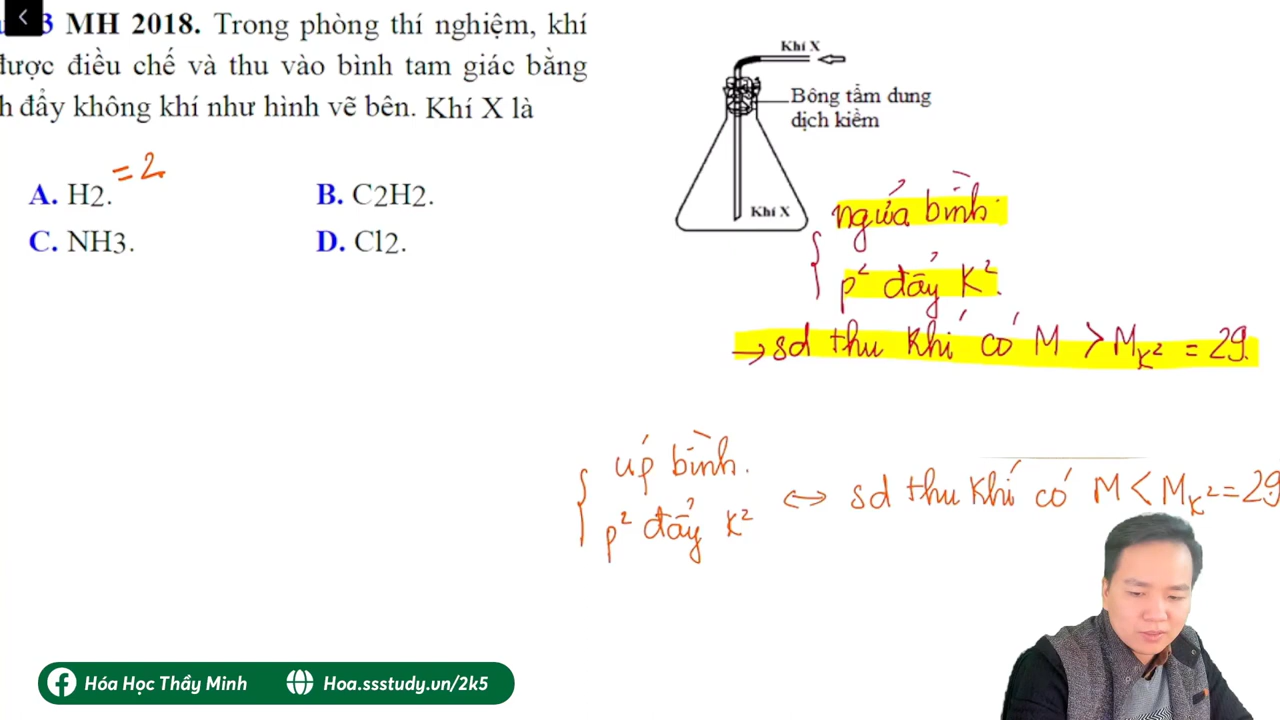 3 MH 2018. Trong phòng thí nghiệm, khí
được điều chế và thu vào bình tam giác bằng
h đẩy không khí như hình vẽ bên. Khí X là
A. H2. = 2
B. C2H2.
C. NH3.
D. Cl2.
Khí X
Bông tẩm dung
dịch kiềm
Khí X
ngửa bình.
p² đẩy K².
→ sd thu khí có M > M K² = 29.
úp bình.
p² đẩy K²
⇔ sd thu khí có M < M K² = 29
Hóa Học Thầy Minh
Hoa.ssstudy.vn/2k5